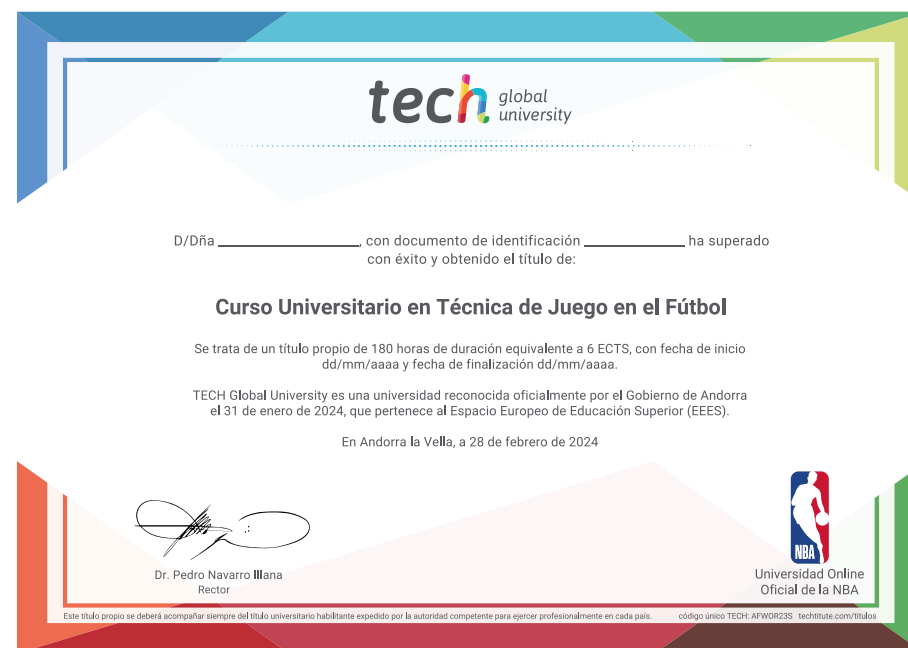 tech global university
D/Dña ____________________, con documento de identificación ______________ ha superado
con éxito y obtenido el título de:
Curso Universitario en Técnica de Juego en el Fútbol
Se trata de un título propio de 180 horas de duración equivalente a 6 ECTS, con fecha de inicio
dd/mm/aaaa y fecha de finalización dd/mm/aaaa.
TECH Global University es una universidad reconocida oficialmente por el Gobierno de Andorra
el 31 de enero de 2024, que pertenece al Espacio Europeo de Educación Superior (EEES).
En Andorra la Vella, a 28 de febrero de 2024
Dr. Pedro Navarro Illana
Rector
NBA
Universidad Online
Oficial de la NBA
Este título propio se deberá acompañar siempre del título universitario habilitante expedido por la autoridad competente para ejercer profesionalmente en cada país.
código único TECH: AFWOR23S techtitute.com/titulos